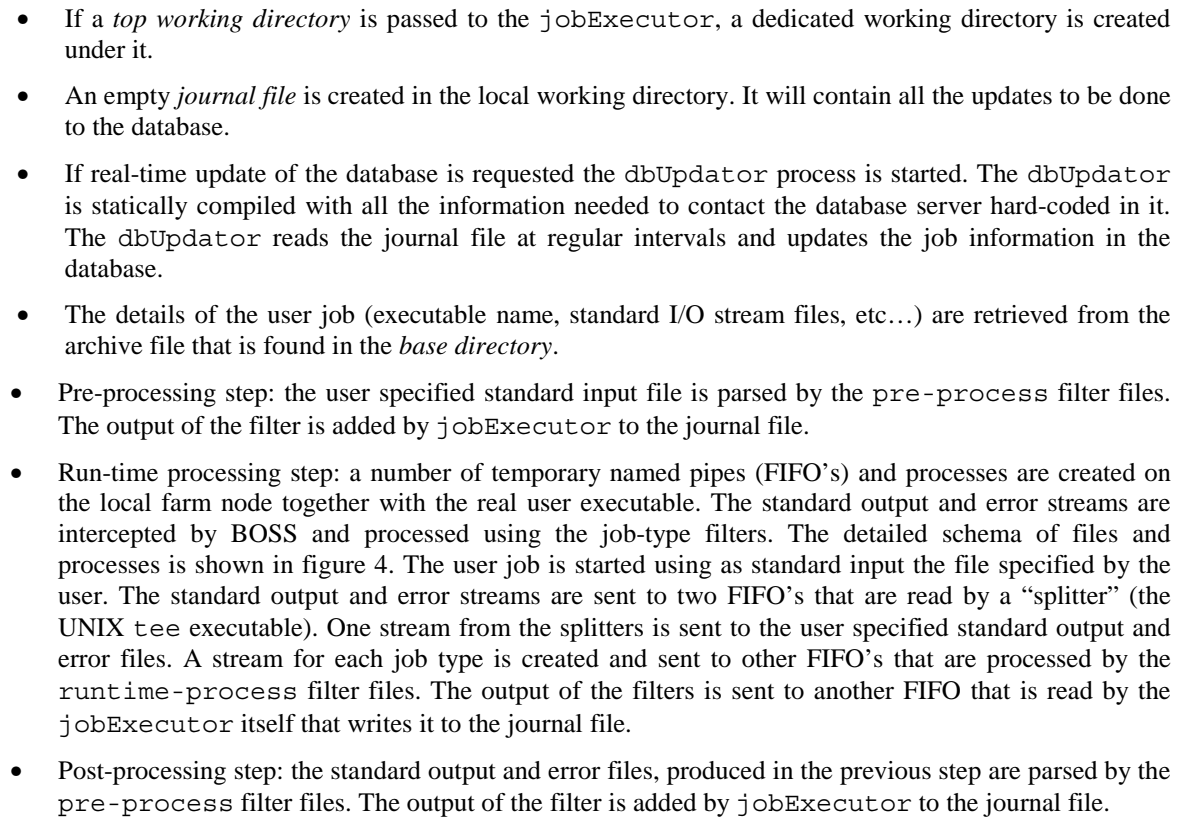 • If a top working directory is passed to the jobExecutor, a dedicated working directory is created
under it.
• An empty journal file is created in the local working directory. It will contain all the updates to be done
to the database.
• If real-time update of the database is requested the dbUpdator process is started. The dbUpdator
is statically compiled with all the information needed to contact the database server hard-coded in it.
The dbUpdator reads the journal file at regular intervals and updates the job information in the
database.
• The details of the user job (executable name, standard I/O stream files, etc…) are retrieved from the
archive file that is found in the base directory.
• Pre-processing step: the user specified standard input file is parsed by the pre-process filter files.
The output of the filter is added by jobExecutor to the journal file.
• Run-time processing step: a number of temporary named pipes (FIFO's) and processes are created on
the local farm node together with the real user executable. The standard output and error streams are
intercepted by BOSS and processed using the job-type filters. The detailed schema of files and
processes is shown in figure 4. The user job is started using as standard input the file specified by the
user. The standard output and error streams are sent to two FIFO's that are read by a “splitter” (the
UNIX tee executable). One stream from the splitters is sent to the user specified standard output and
error files. A stream for each job type is created and sent to other FIFO's that are processed by the
runtime-process filter files. The output of the filters is sent to another FIFO that is read by the
jobExecutor itself that writes it to the journal file.
• Post-processing step: the standard output and error files, produced in the previous step are parsed by the
pre-process filter files. The output of the filter is added by jobExecutor to the journal file.